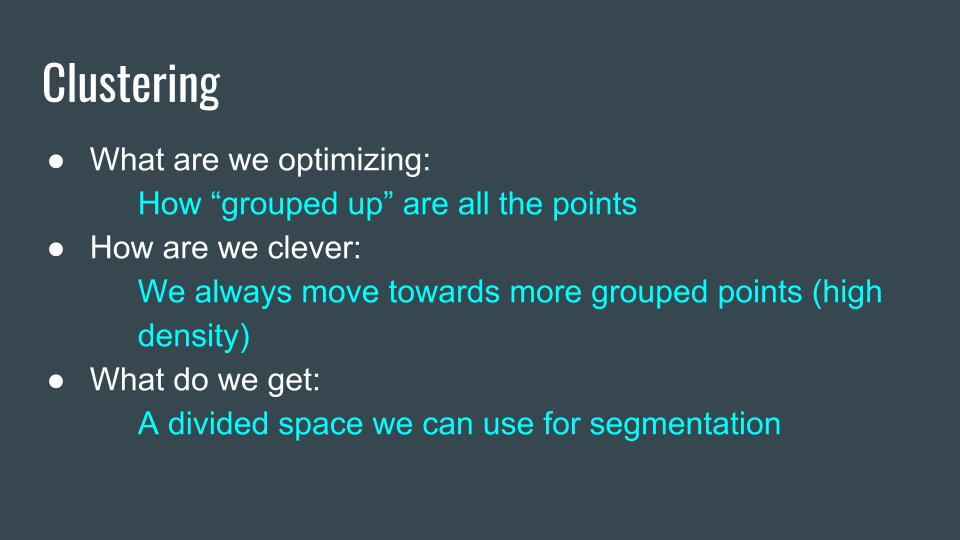 Clustering
● What are we optimizing:
How “grouped up” are all the points
● How are we clever:
We always move towards more grouped points (high
density)
● What do we get:
A divided space we can use for segmentation